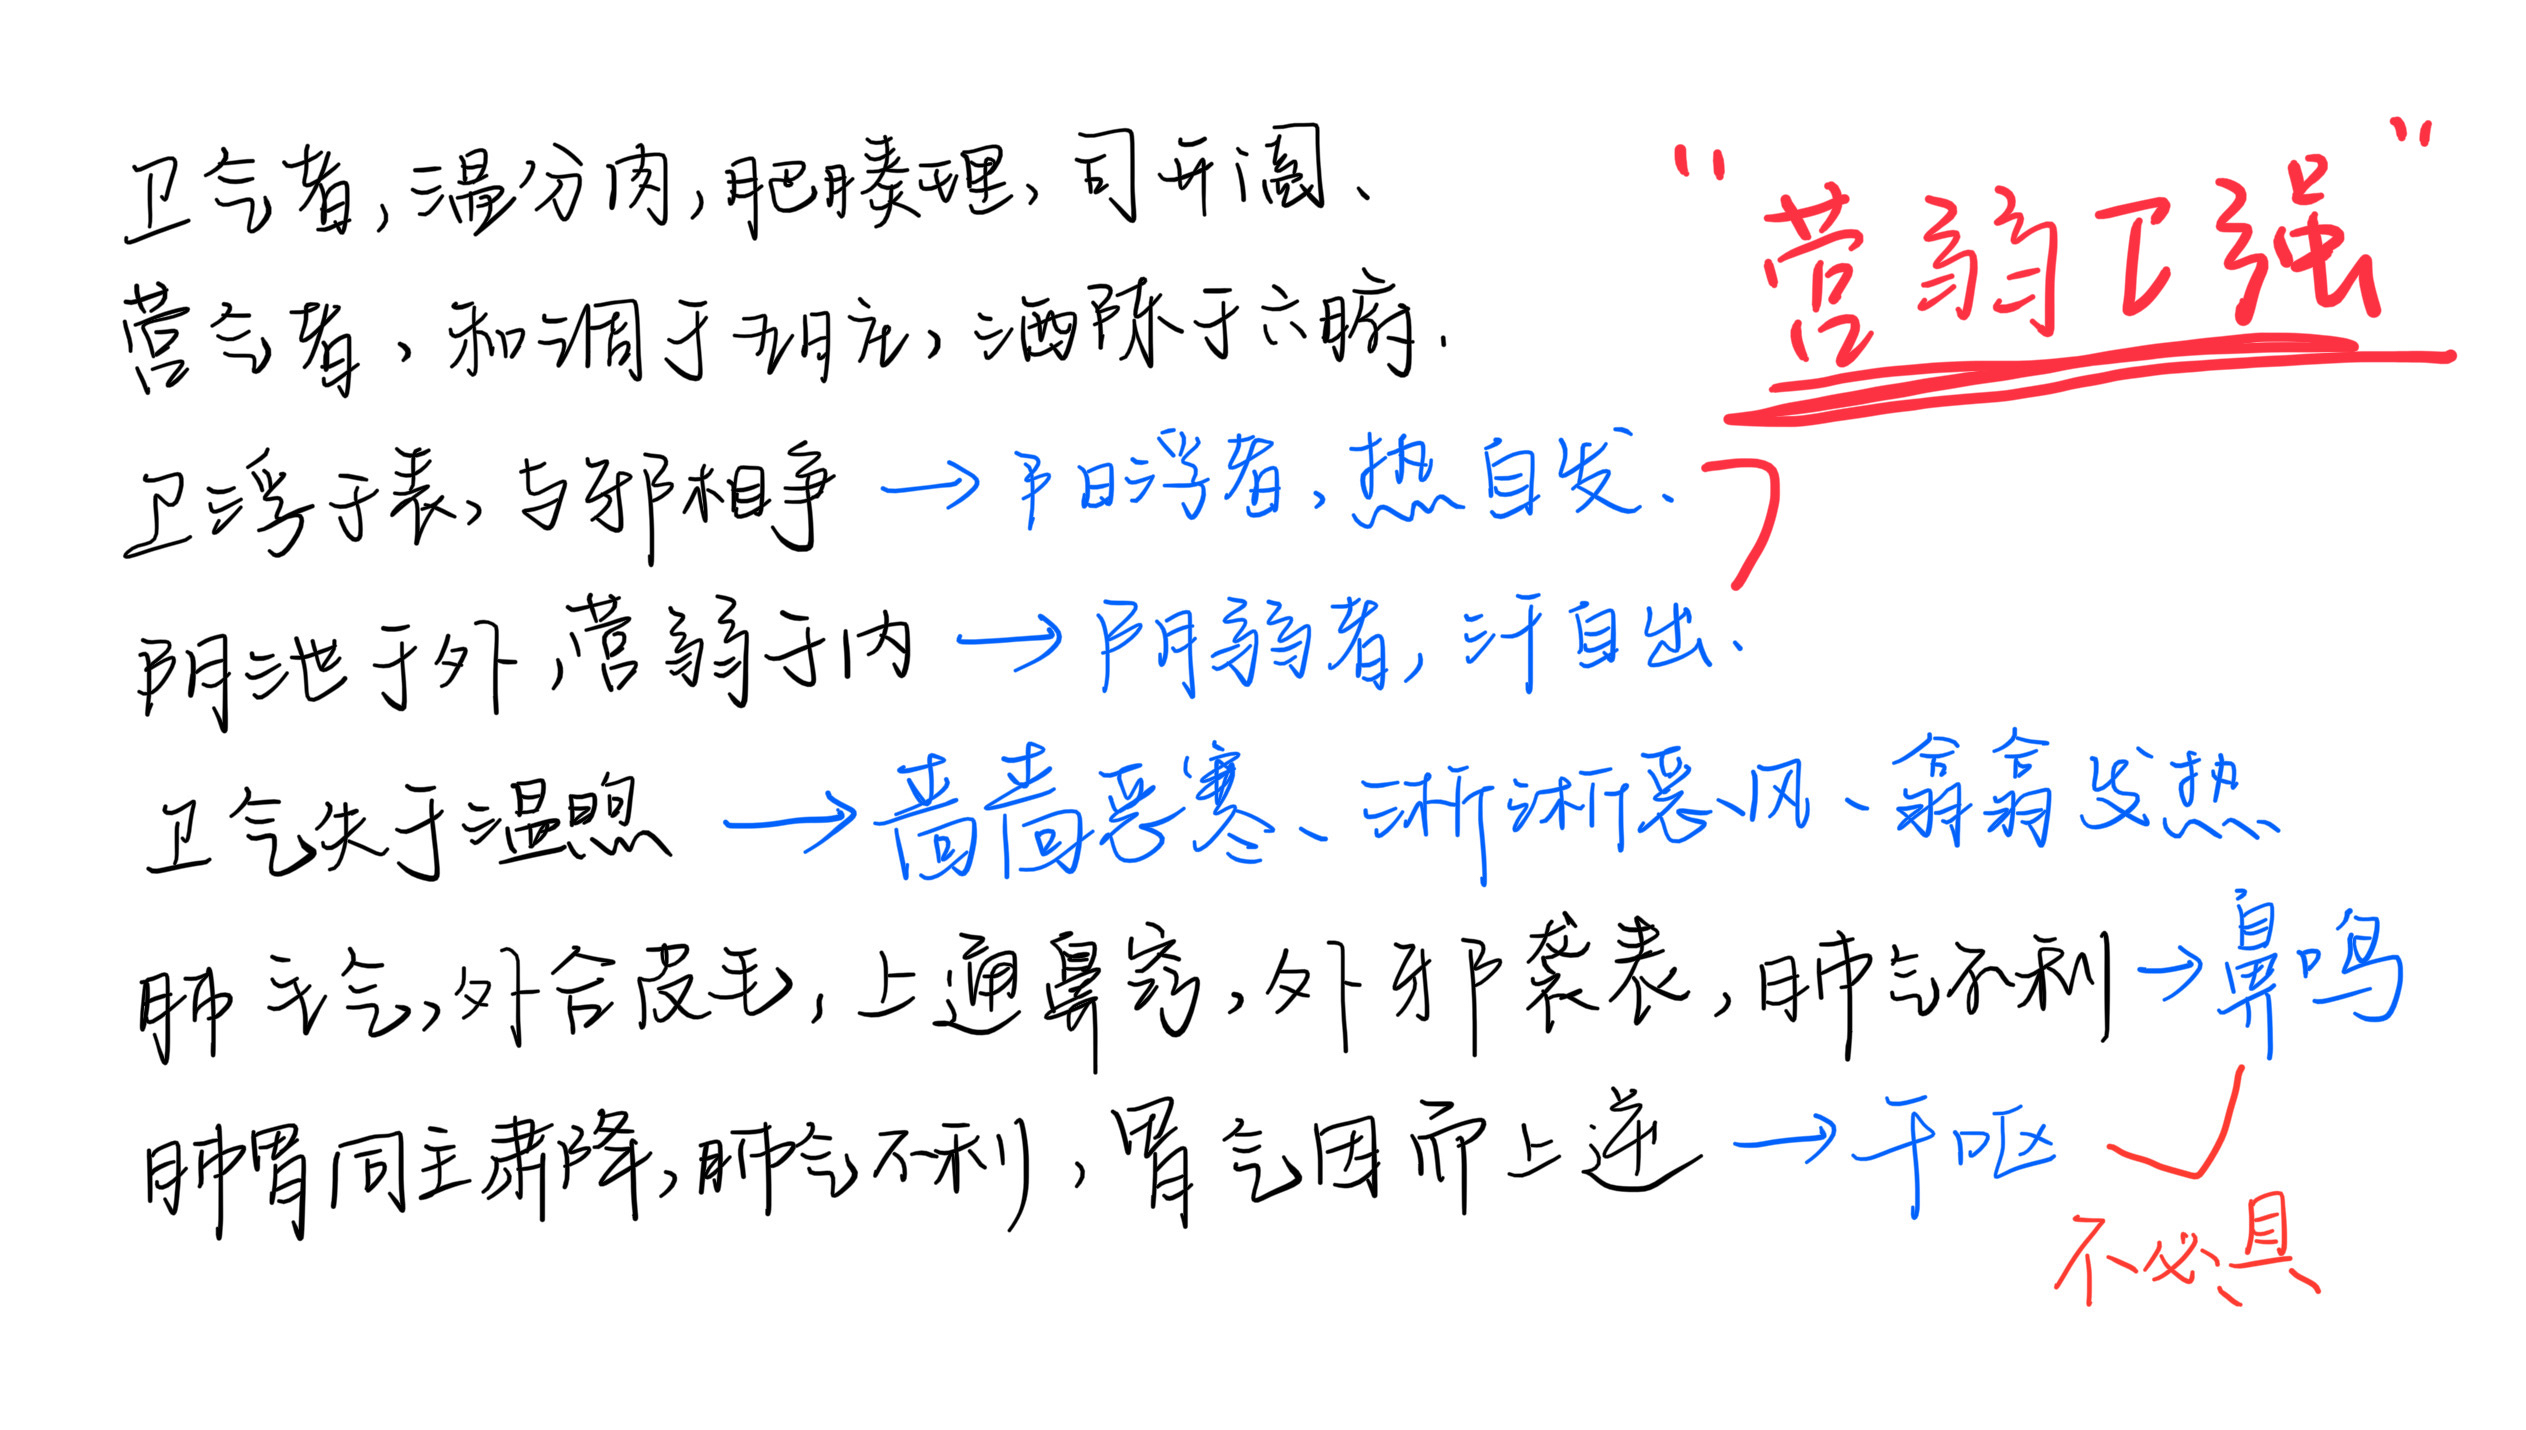 卫气者,温分肉,肥腠理,司开阖、
营气者、和调于五脏,洒陈于六腑.
"营弱卫强"
卫浮于表,与邪相争 → 阳浮者,热自发、
阴泄于外,营弱于内 → 阴弱者,汗自出.
卫气失于温煦 → 啬啬恶寒、淅淅恶风、翕翕发热
肺主气,外合皮毛,上通鼻窍,外邪袭表,肺气不利 → 鼻鸣
肺胃同主肃降,肺气不利,胃气因而上逆 → 干呕
不必具